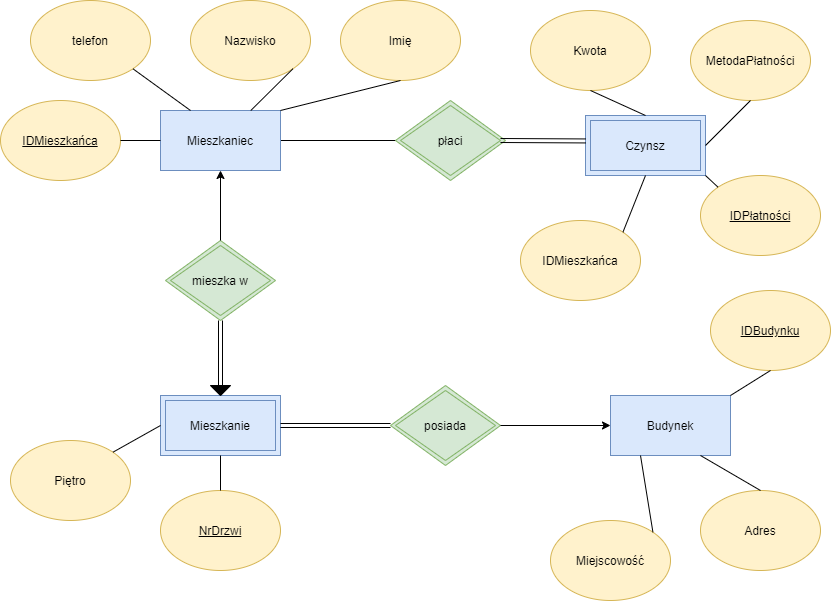 telefon
Nazwisko
Imię
Kwota
MetodaPłatności
IDMieszkańca
Mieszkaniec
płaci
Czynsz
IDPłatności
IDMieszkańca
mieszka w
IDBudynku
Mieszkanie
posiada
Budynek
Piętro
NrDrzwi
Miejscowość
Adres